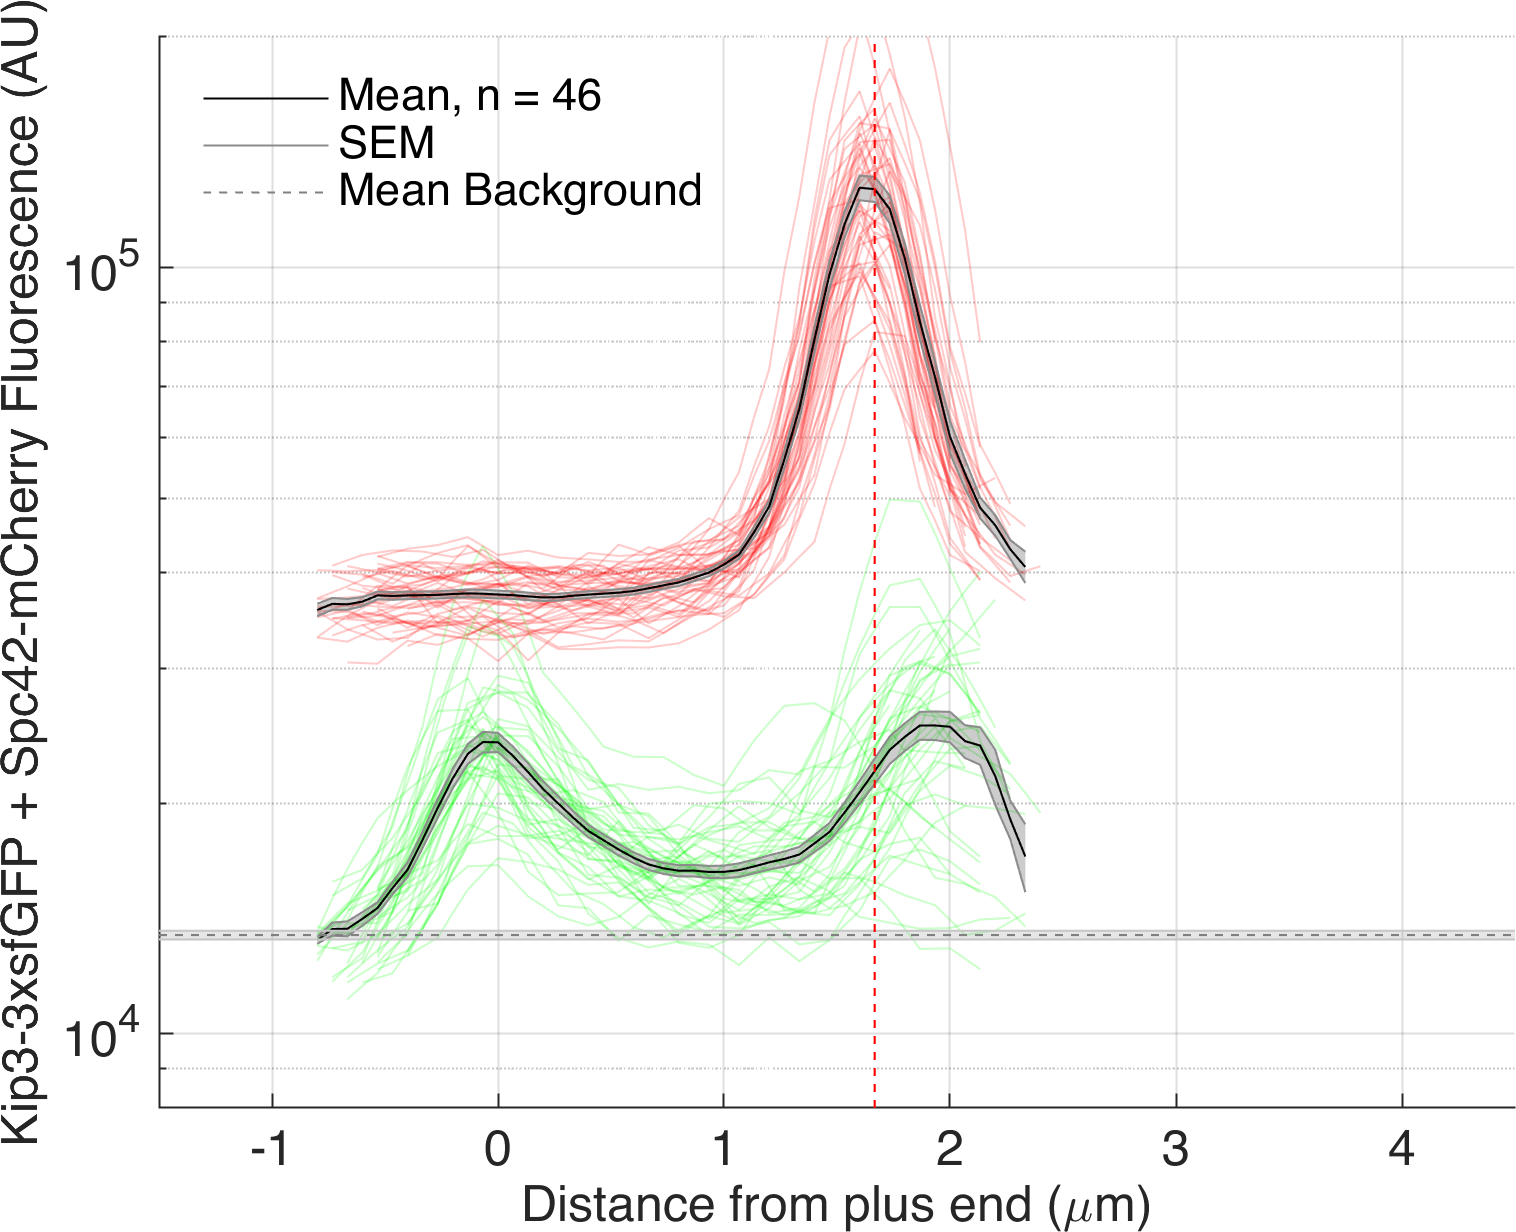 Kip3-3xsfGFP + Spc42-mCherry Fluorescence (AU)
Mean, n = 46
SEM
Mean Background
10^5
10^4
-1 0 1 2 3 4
Distance from plus end (μm)